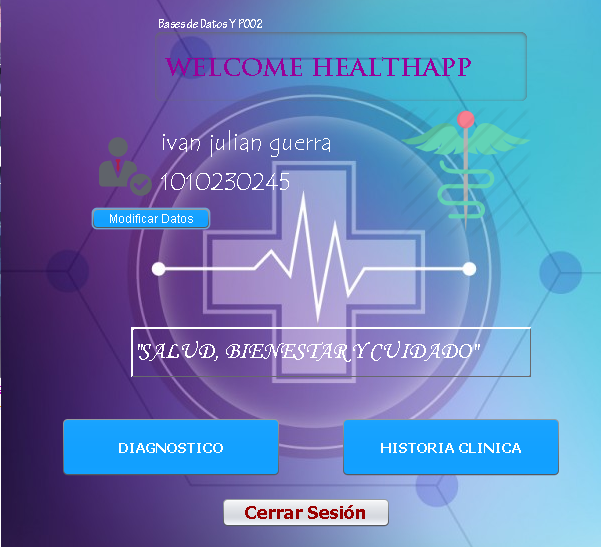 Bases de Datos Y POO2
WELCOME HEALTHAPP
ivan julian guerra
1010230245
Modificar Datos
"SALUD, BIENESTAR Y CUIDADO"
DIAGNOSTICO
HISTORIA CLINICA
Cerrar Sesión